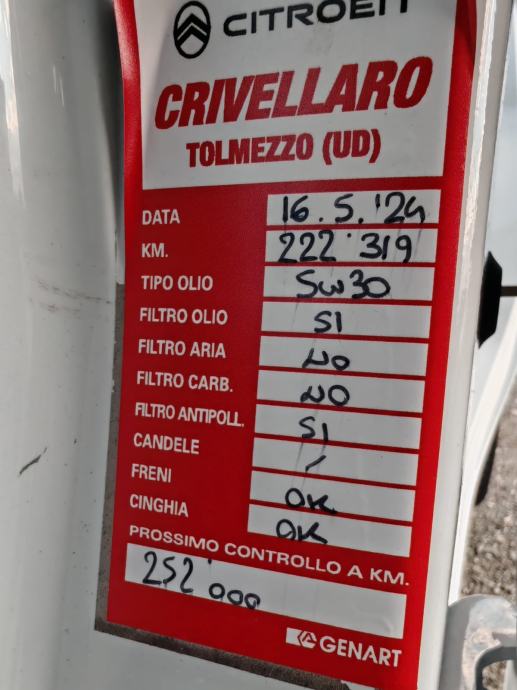 CITROËN
CRIVELLARO
TOLMEZZO (UD)
DATA 16.5.'24
KM. 222'319
TIPO OLIO 5W30
FILTRO OLIO SI
FILTRO ARIA NO
FILTRO CARB. NO
FILTRO ANTIPOLL. SI
CANDELE /
FRENI OK
CINGHIA OK
PROSSIMO CONTROLLO A KM.
252'000
GENART